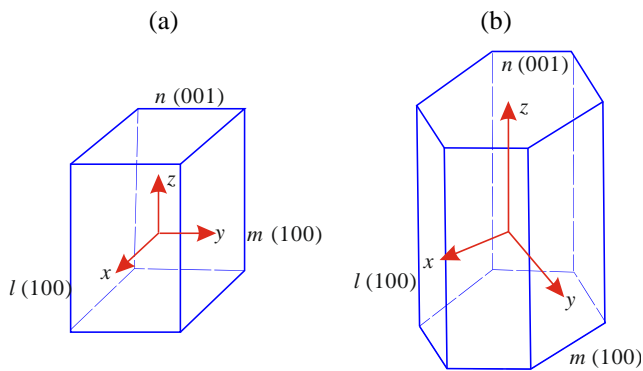 (a)
n (001)
z
y
x
m (100)
l (100)
(b)
n (001)
z
x
l (100)
y
m (100)